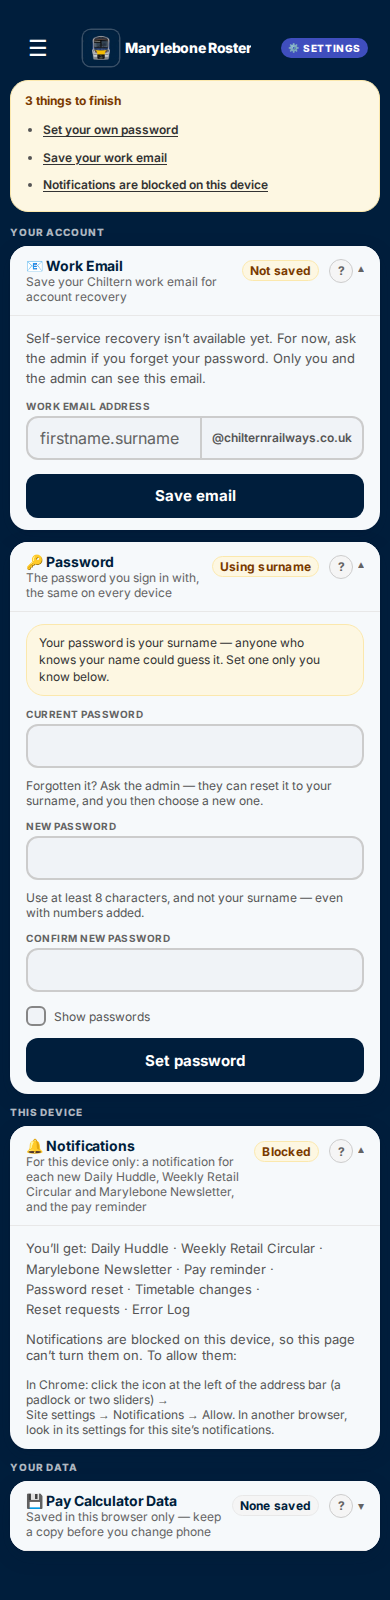 ☰ Marylebone Roster ⚙️ SETTINGS
3 things to finish
• Set your own password
• Save your work email
• Notifications are blocked on this device
YOUR ACCOUNT
📧 Work Email Not saved ? ▲
Save your Chiltern work email for
account recovery
Self-service recovery isn’t available yet. For now, ask
the admin if you forget your password. Only you and
the admin can see this email.
WORK EMAIL ADDRESS
firstname.surname @chilternrailways.co.uk
Save email
🔑 Password Using surname ? ▲
The password you sign in with,
the same on every device
Your password is your surname — anyone who
knows your name could guess it. Set one only you
know below.
CURRENT PASSWORD
Forgotten it? Ask the admin — they can reset it to your
surname, and you then choose a new one.
NEW PASSWORD
Use at least 8 characters, and not your surname — even
with numbers added.
CONFIRM NEW PASSWORD
Show passwords
Set password
THIS DEVICE
🔔 Notifications Blocked ? ▲
For this device only: a notification for
each new Daily Huddle, Weekly Retail
Circular and Marylebone Newsletter,
and the pay reminder
You’ll get: Daily Huddle · Weekly Retail Circular ·
Marylebone Newsletter · Pay reminder ·
Password reset · Timetable changes ·
Reset requests · Error Log
Notifications are blocked on this device, so this page
can’t turn them on. To allow them:
In Chrome: click the icon at the left of the address bar (a
padlock or two sliders) →
Site settings → Notifications → Allow. In another browser,
look in its settings for this site’s notifications.
YOUR DATA
💾 Pay Calculator Data None saved ? ▼
Saved in this browser only — keep
a copy before you change phone